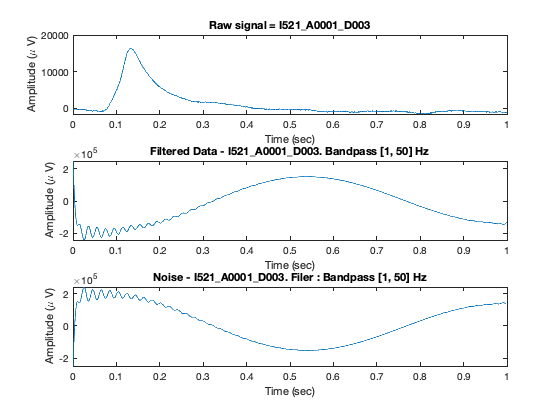 Raw signal = I521_A0001_D003
20000
10000
0
Amplitude (μ V)
0 0.1 0.2 0.3 0.4 0.5 0.6 0.7 0.8 0.9 1
Time (sec)
×10^5
Filtered Data - I521_A0001_D003. Bandpass [1, 50] Hz
2
0
-2
Amplitude (μ V)
0 0.1 0.2 0.3 0.4 0.5 0.6 0.7 0.8 0.9 1
Time (sec)
×10^5
Noise - I521_A0001_D003. Filer : Bandpass [1, 50] Hz
2
0
-2
Amplitude (μ V)
0 0.1 0.2 0.3 0.4 0.5 0.6 0.7 0.8 0.9 1
Time (sec)